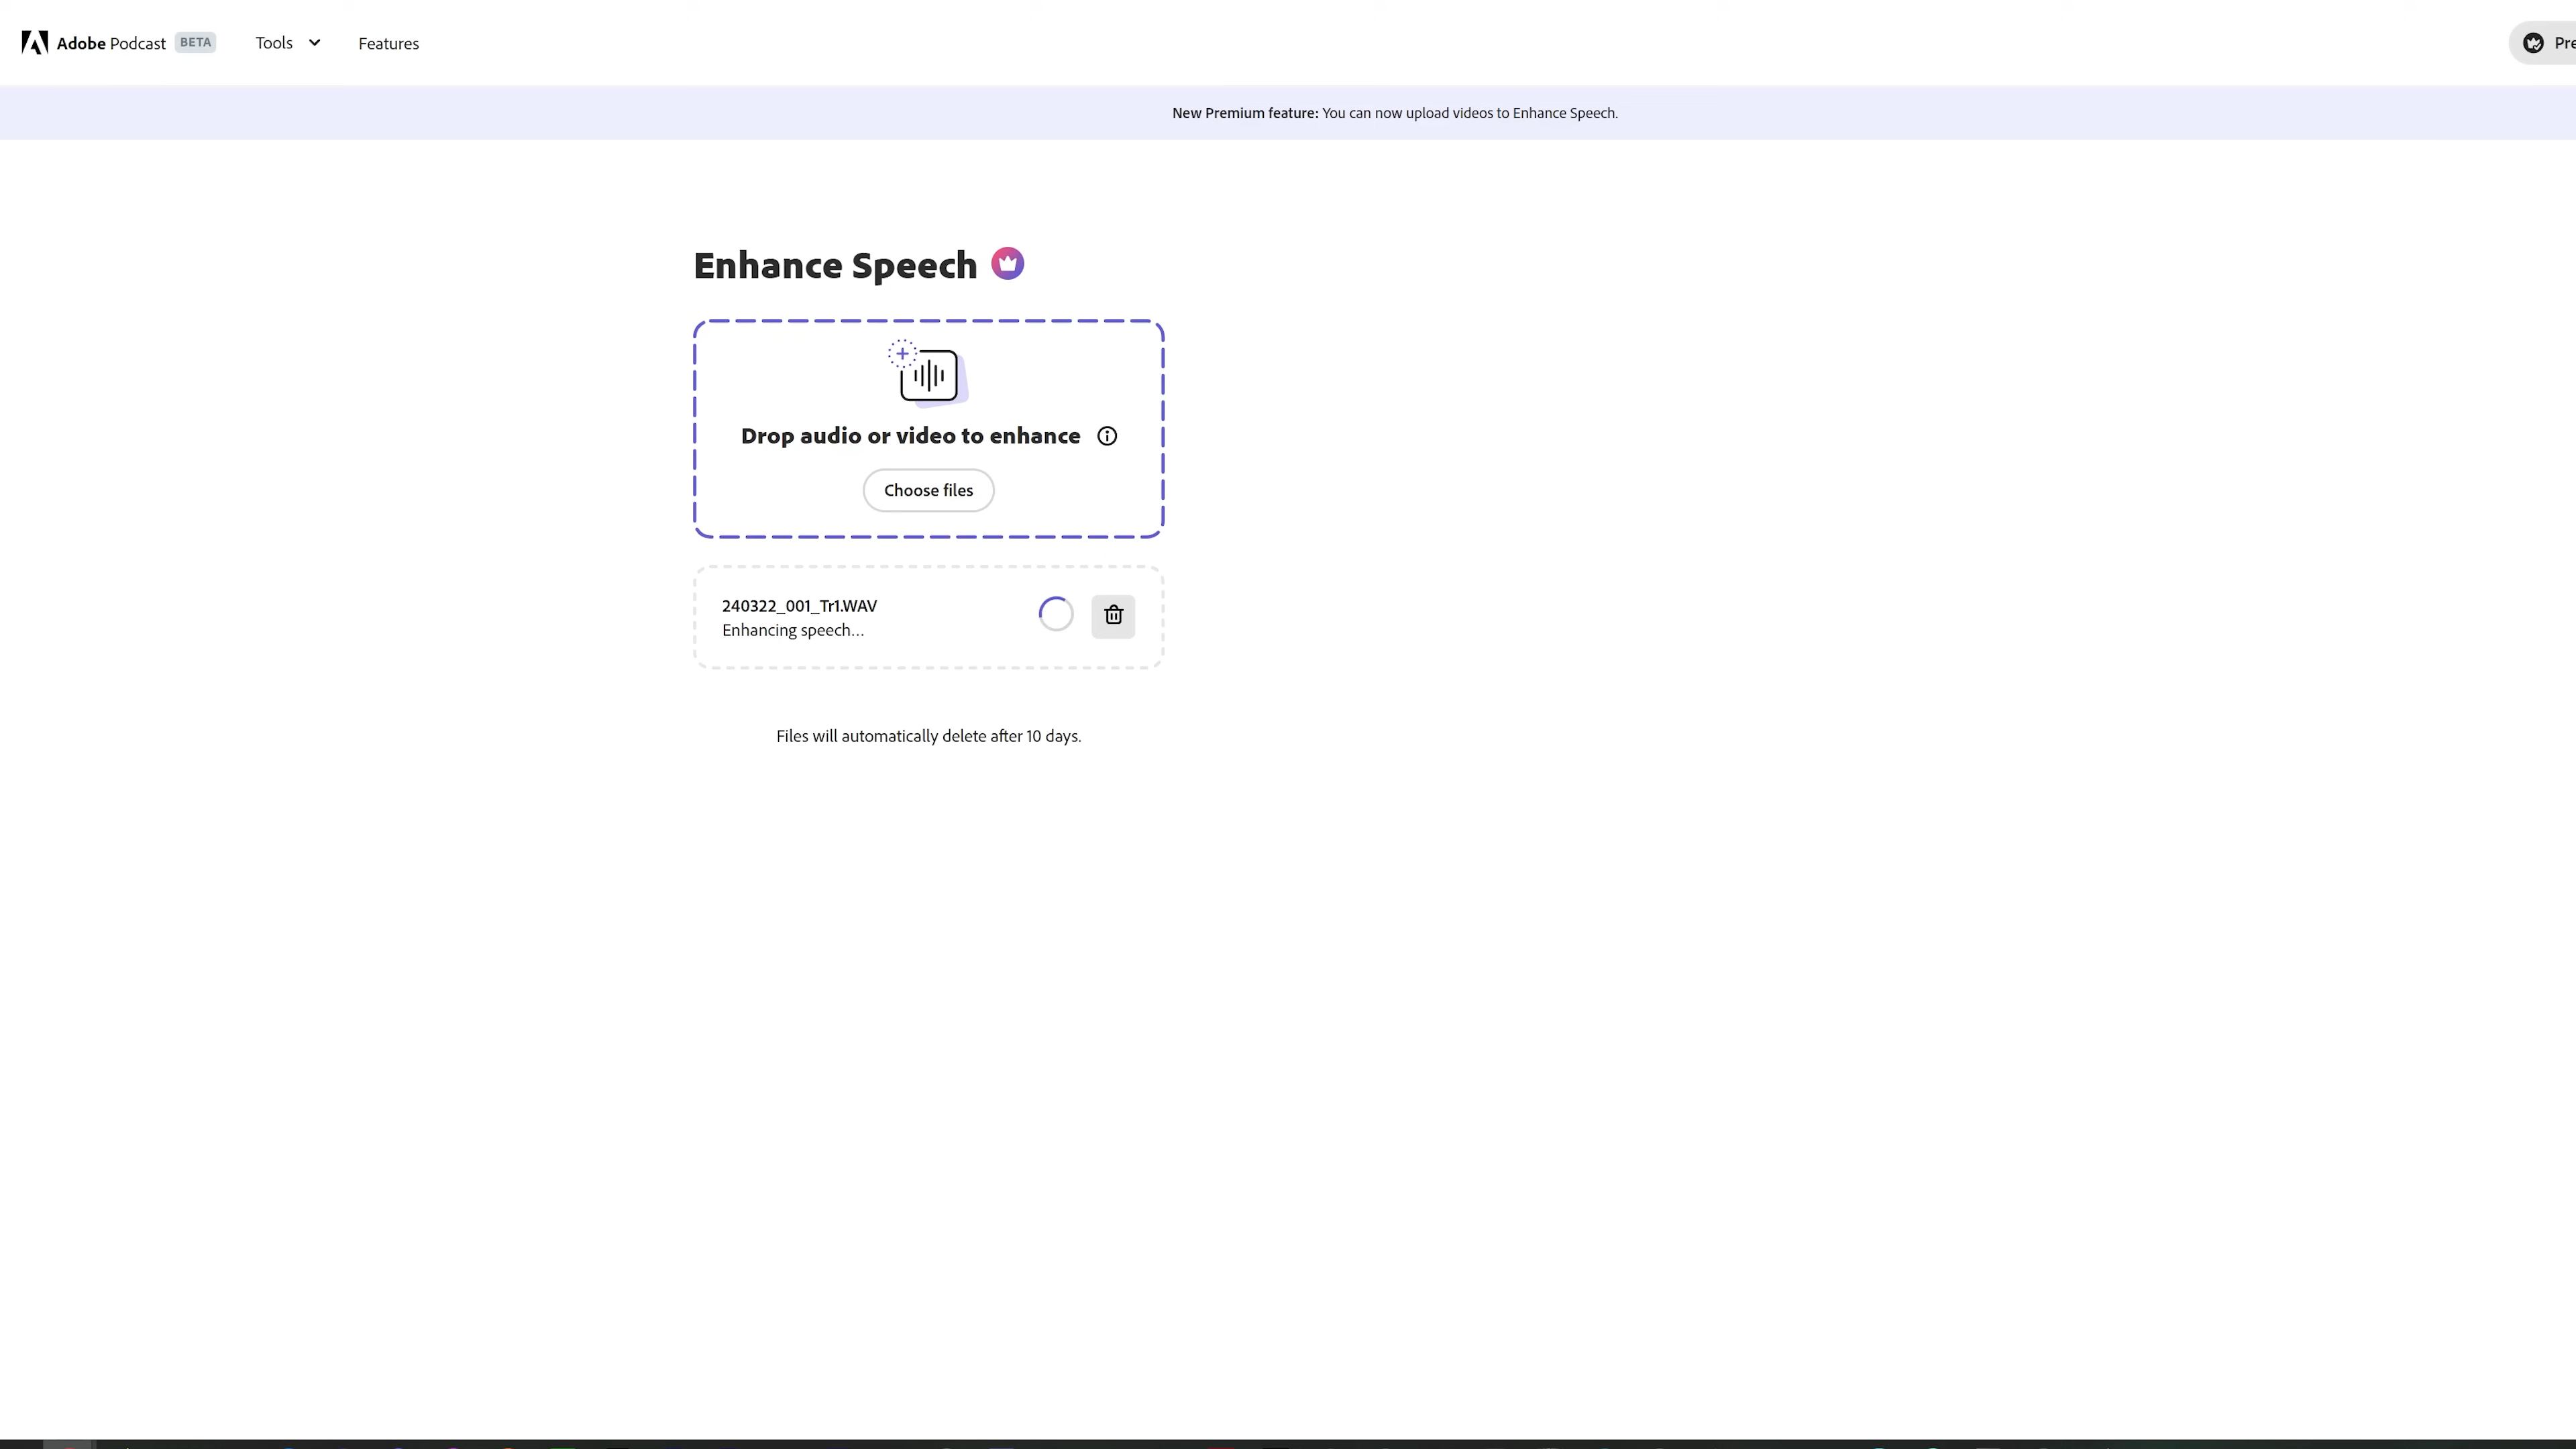 Adobe Podcast BETA Tools Features
New Premium feature: You can now upload videos to Enhance Speech.
Enhance Speech
Drop audio or video to enhance
Choose files
240322_001_Tr1.WAV
Enhancing speech...
Files will automatically delete after 10 days.